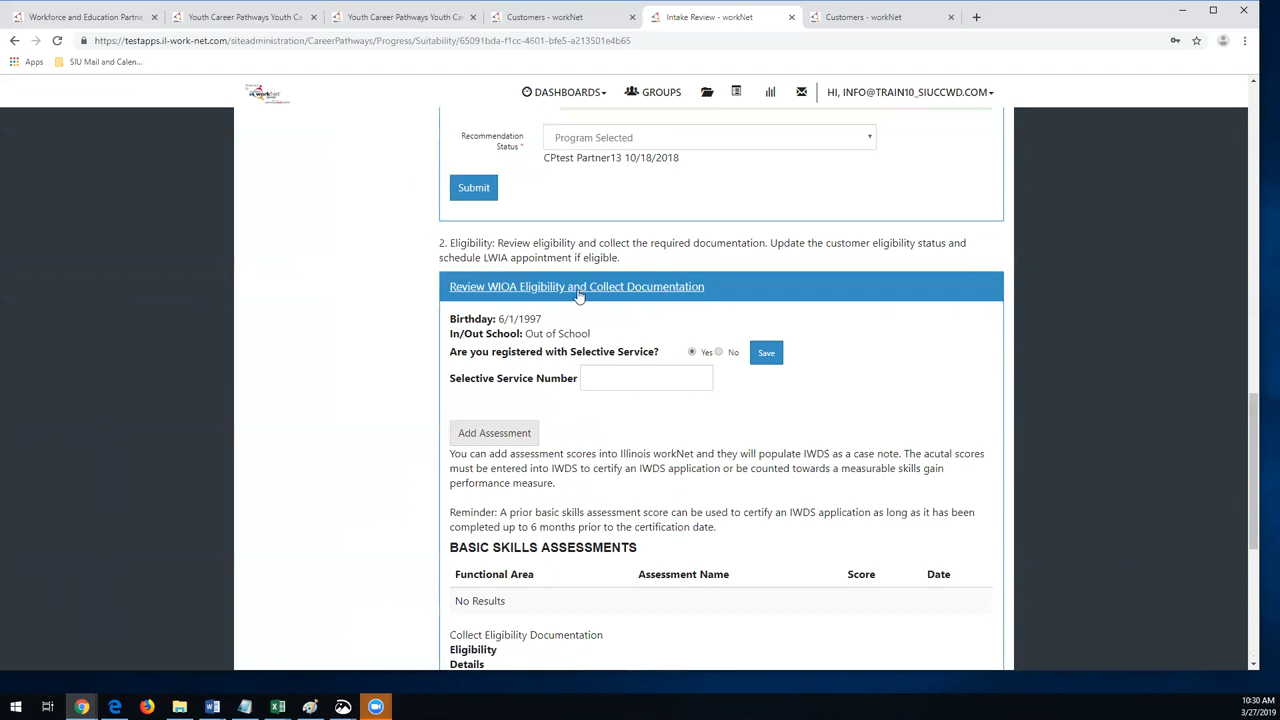 Workforce and Education Partne
Youth Career Pathways Youth Ca
Youth Career Pathways Youth Ca
Customers - workNet
Intake Review - workNet
Customers - workNet
https://testapps.il-work-net.com/siteadministration/CareerPathways/Progress/Suitability/65091bda-f1cc-4601-bfe5-a213501e4b65
Apps
SIU Mail and Calen...
workNet
DASHBOARDS
GROUPS
HI, INFO@TRAIN10_SIUCCWD.COM
Recommendation Status *
Program Selected
CPtest Partner13 10/18/2018
Submit
2. Eligibility: Review eligibility and collect the required documentation. Update the customer eligibility status and
schedule LWIA appointment if eligible.
Review WIOA Eligibility and Collect Documentation
Birthday: 6/1/1997
In/Out School: Out of School
Are you registered with Selective Service? Yes No Save
Selective Service Number
Add Assessment
You can add assessment scores into Illinois workNet and they will populate IWDS as a case note. The acutal scores
must be entered into IWDS to certify an IWDS application or be counted towards a measurable skills gain
performance measure.
Reminder: A prior basic skills assessment score can be used to certify an IWDS application as long as it has been
completed up to 6 months prior to the certification date.
BASIC SKILLS ASSESSMENTS
Functional Area Assessment Name Score Date
No Results
Collect Eligibility Documentation
Eligibility
Details
10:30 AM
3/27/2019